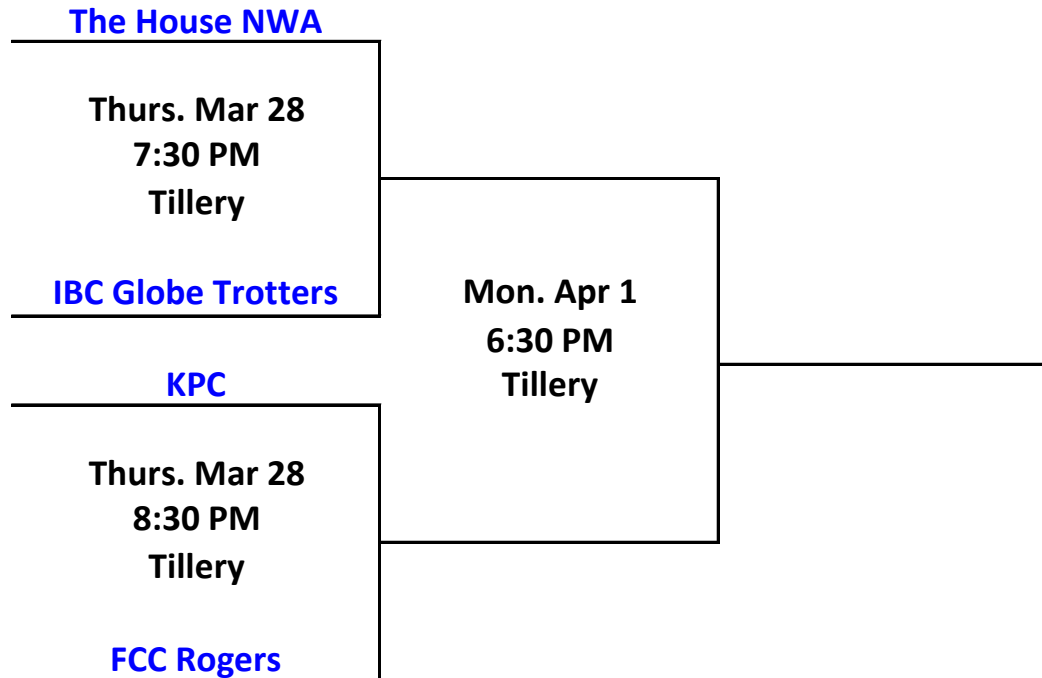 The House NWA
Thurs. Mar 28
7:30 PM
Tillery
IBC Globe Trotters
Mon. Apr 1
6:30 PM
Tillery
KPC
Thurs. Mar 28
8:30 PM
Tillery
FCC Rogers